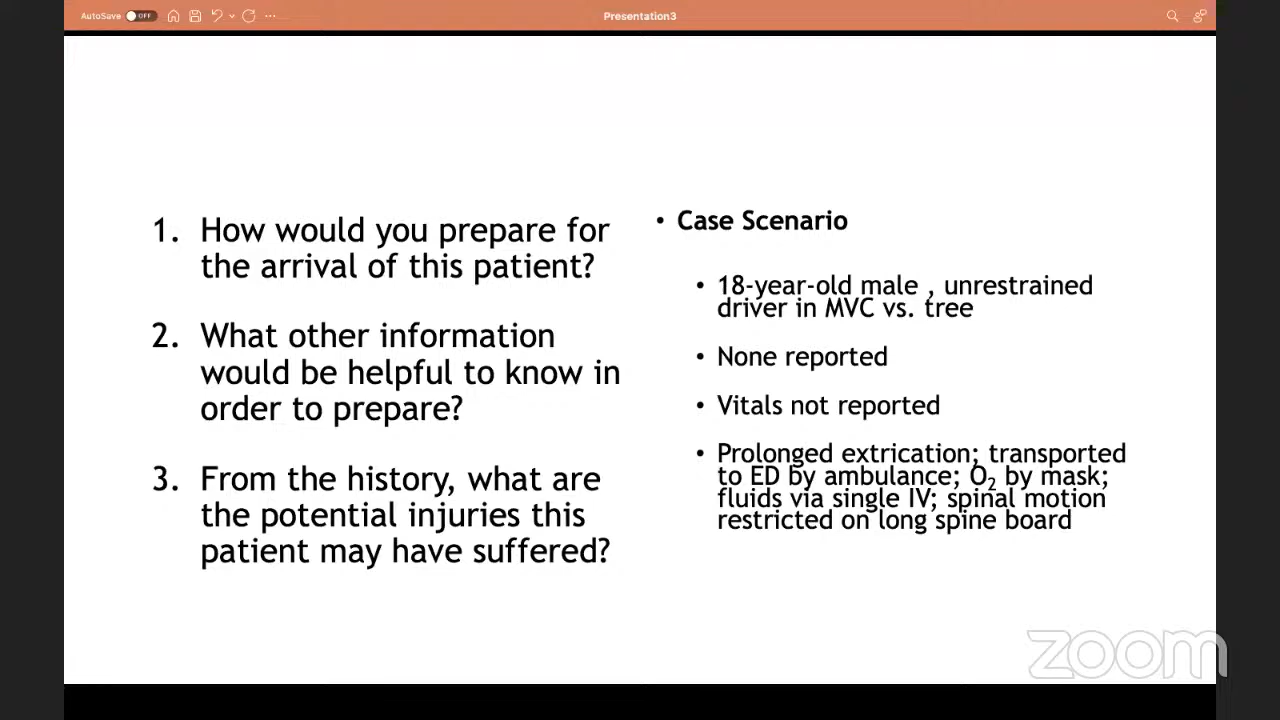 AutoSave OFF
Presentation3
1. How would you prepare for
the arrival of this patient?
2. What other information
would be helpful to know in
order to prepare?
3. From the history, what are
the potential injuries this
patient may have suffered?
• Case Scenario
• 18-year-old male , unrestrained
driver in MVC vs. tree
• None reported
• Vitals not reported
• Prolonged extrication; transported
to ED by ambulance; O₂ by mask;
fluids via single IV; spinal motion
restricted on long spine board
zoom